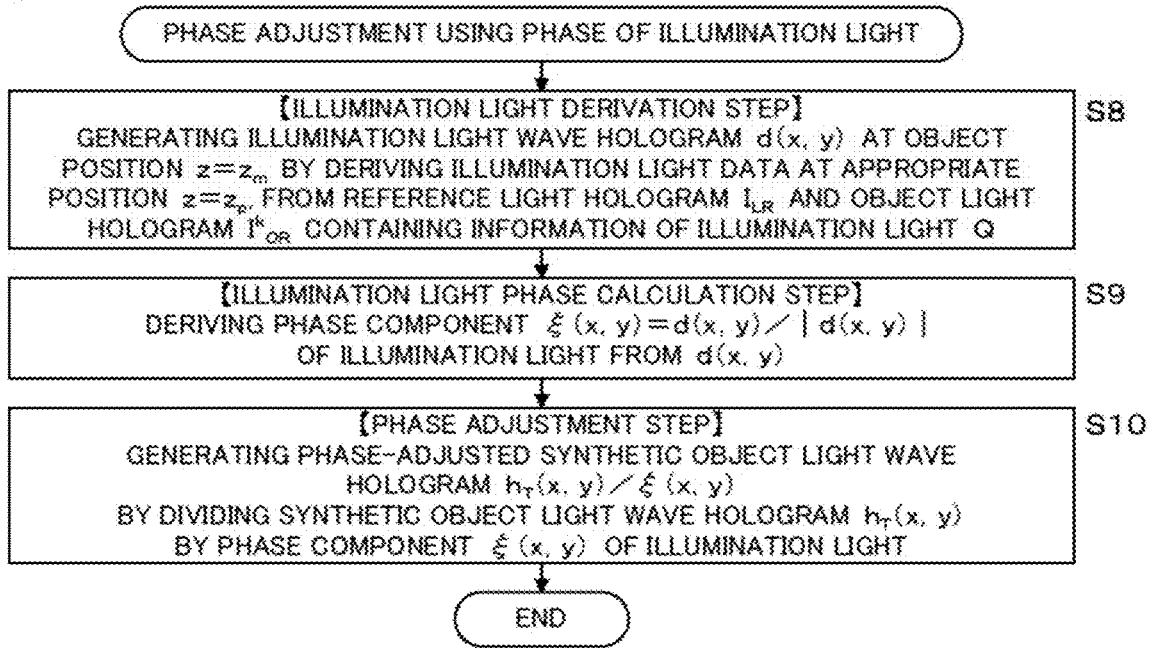 PHASE ADJUSTMENT USING PHASE OF ILLUMINATION LIGHT
【ILLUMINATION LIGHT DERIVATION STEP】 S8
GENERATING ILLUMINATION LIGHT WAVE HOLOGRAM d(x, y) AT OBJECT
POSITION z=zₘ BY DERIVING ILLUMINATION LIGHT DATA AT APPROPRIATE
POSITION z=zₚ, FROM REFERENCE LIGHT HOLOGRAM I_LR AND OBJECT LIGHT
HOLOGRAM I^k_OR CONTAINING INFORMATION OF ILLUMINATION LIGHT Q
【ILLUMINATION LIGHT PHASE CALCULATION STEP】 S9
DERIVING PHASE COMPONENT ξ(x, y)=d(x, y)／|d(x, y)|
OF ILLUMINATION LIGHT FROM d(x, y)
【PHASE ADJUSTMENT STEP】 S10
GENERATING PHASE-ADJUSTED SYNTHETIC OBJECT LIGHT WAVE
HOLOGRAM h_T(x, y)／ξ(x, y)
BY DIVIDING SYNTHETIC OBJECT LIGHT WAVE HOLOGRAM h_T(x, y)
BY PHASE COMPONENT ξ(x, y) OF ILLUMINATION LIGHT
END